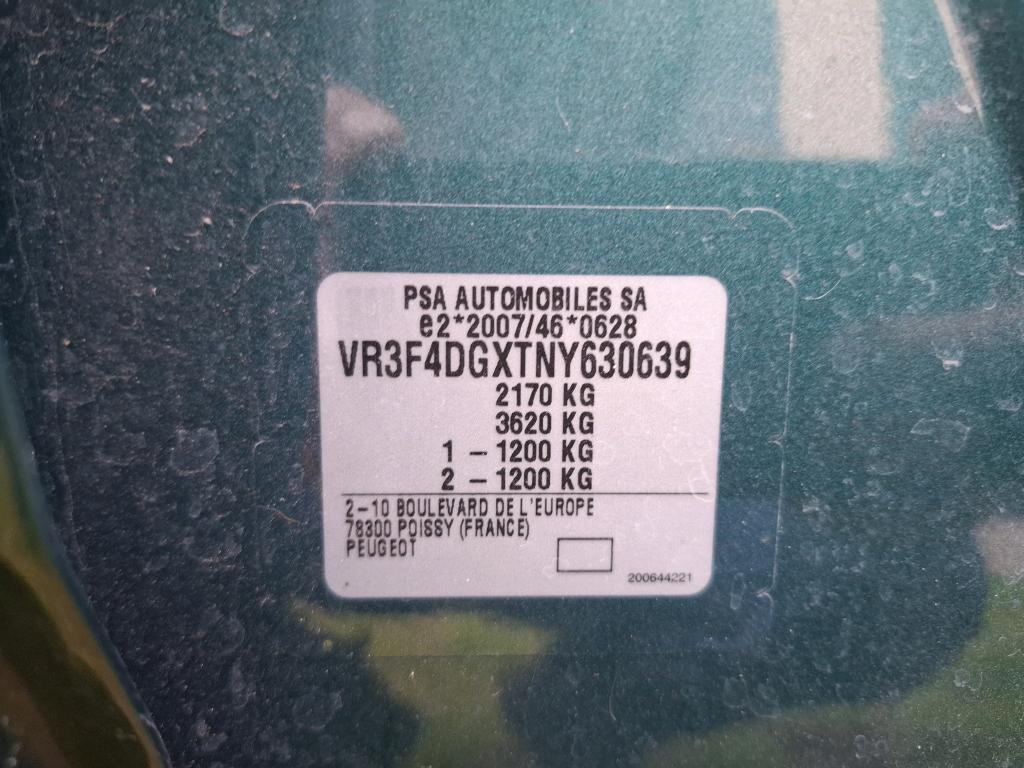 PSA AUTOMOBILES SA
e2*2007/46*0628
VR3F4DGXTNY630639
2170 KG
3620 KG
1 - 1200 KG
2 - 1200 KG
2-10 BOULEVARD DE L'EUROPE
78300 POISSY (FRANCE)
PEUGEOT
200644221